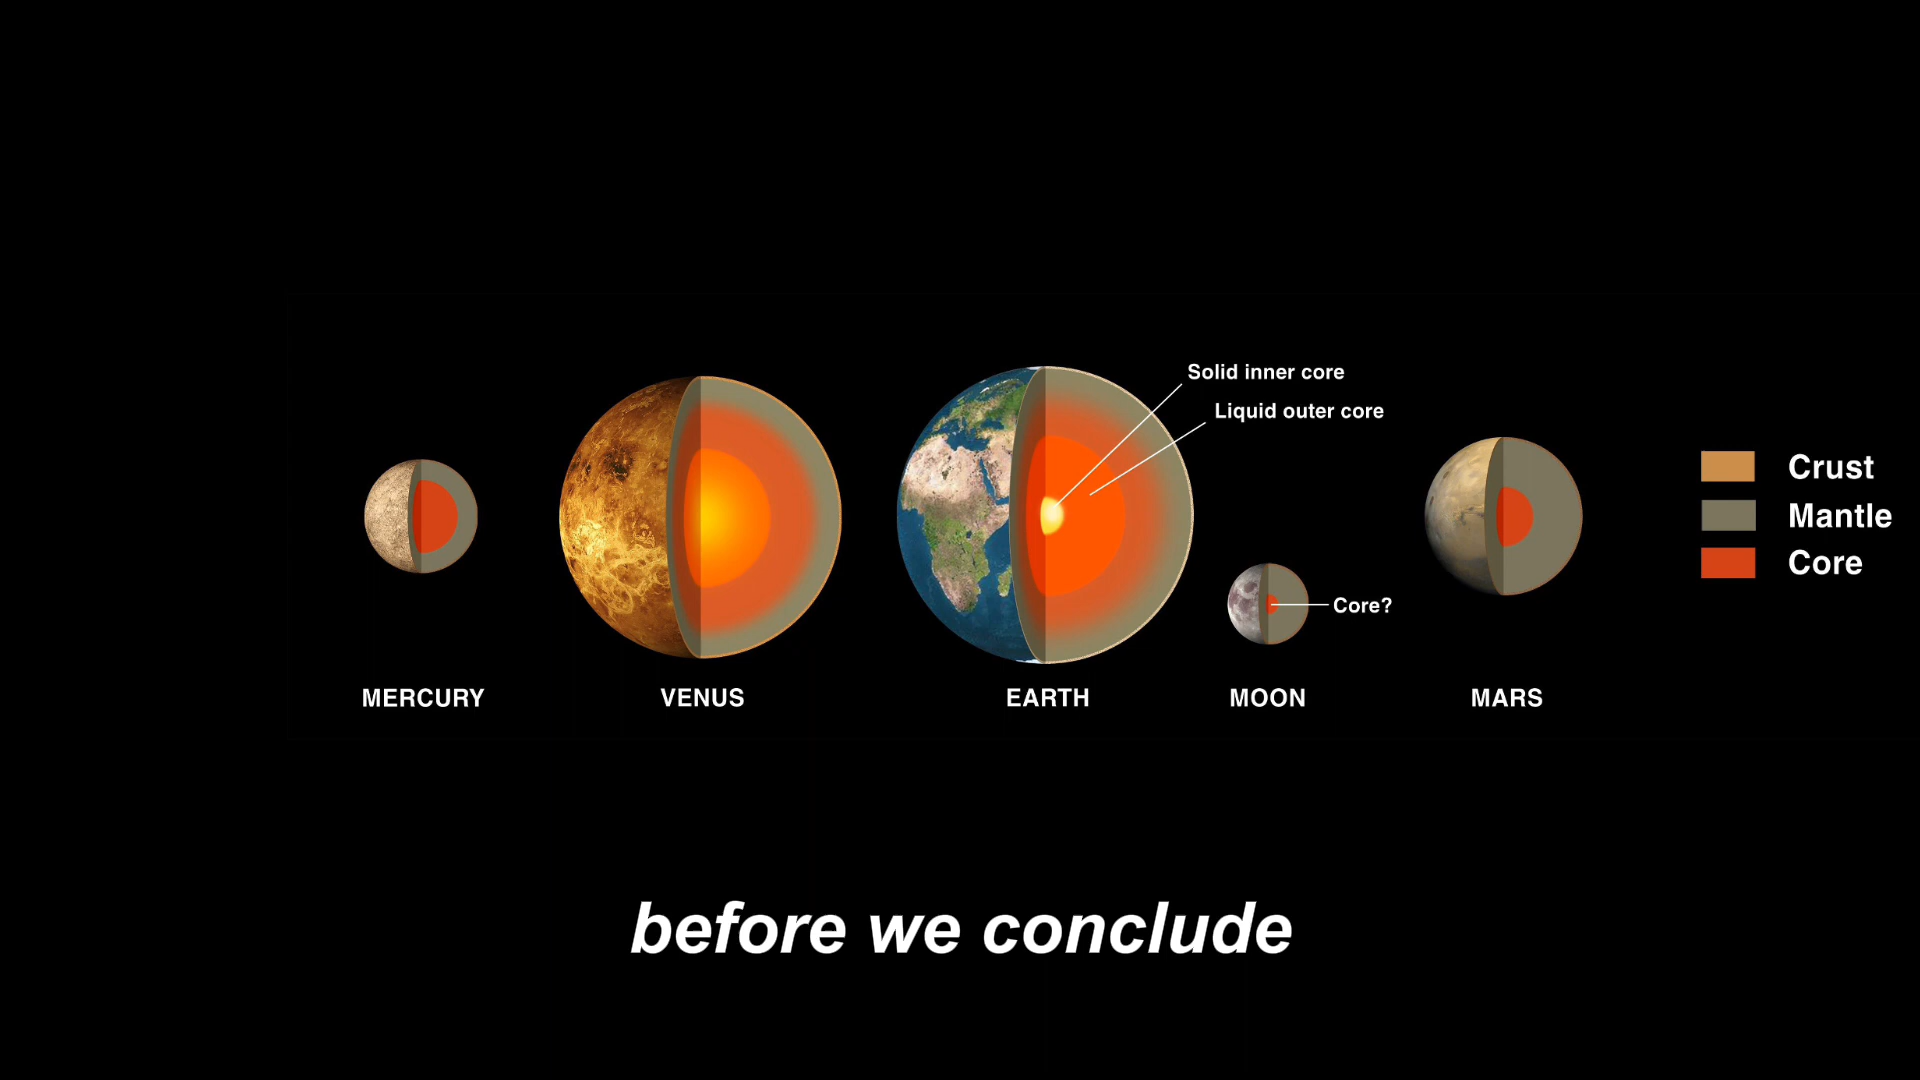 Solid inner core
Liquid outer core
Crust
Mantle
Core
Core?
MERCURY
VENUS
EARTH
MOON
MARS
before we conclude